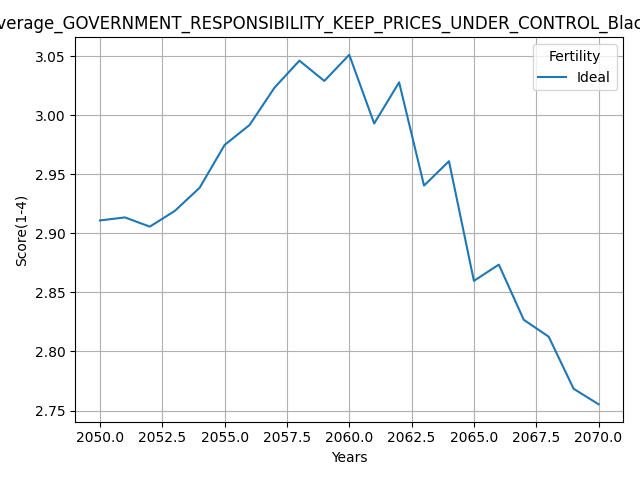 verage_GOVERNMENT_RESPONSIBILITY_KEEP_PRICES_UNDER_CONTROL_Blac
Fertility
Ideal
3.05
3.00
2.95
2.90
2.85
2.80
2.75
Score(1-4)
2050.0 2052.5 2055.0 2057.5 2060.0 2062.5 2065.0 2067.5 2070.0
Years